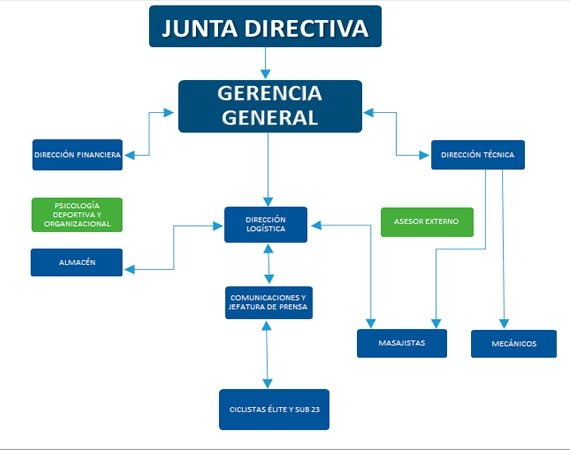 JUNTA DIRECTIVA
GERENCIA
GENERAL
DIRECCIÓN FINANCIERA
DIRECCIÓN TÉCNICA
PSICOLOGÍA
DEPORTIVA Y
ORGANIZACIONAL
DIRECCIÓN
LOGÍSTICA
ASESOR EXTERNO
ALMACÉN
COMUNICACIONES Y
JEFATURA DE PRENSA
MASAJISTAS
MECÁNICOS
CICLISTAS ÉLITE Y SUB 23